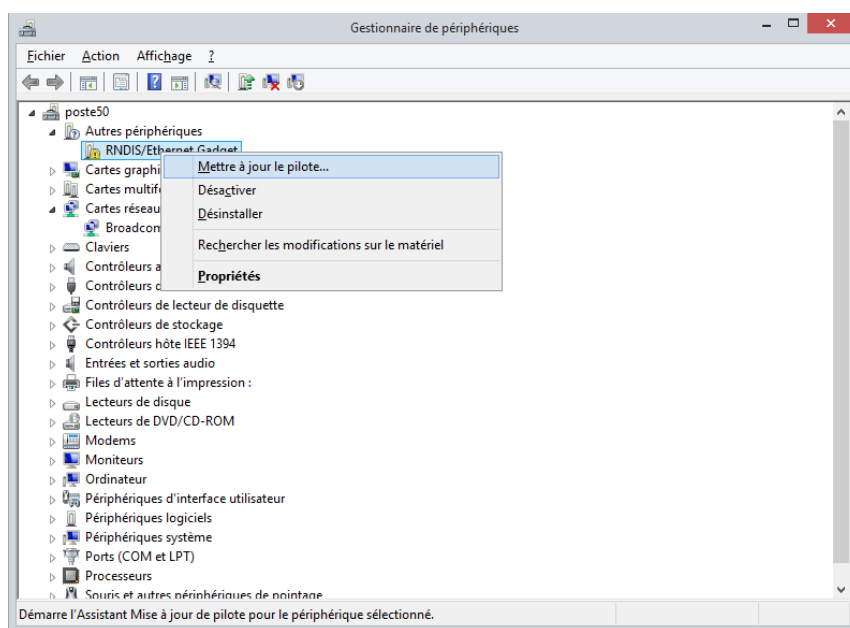 Gestionnaire de périphériques
Fichier Action Affichage ?
poste50
Autres périphériques
RNDIS/Ethernet Gadget
Mettre à jour le pilote...
Cartes graphi
Désactiver
Cartes multif
Cartes réseau
Désinstaller
Broadcom
Claviers
Rechercher les modifications sur le matériel
Contrôleurs a
Propriétés
Contrôleurs
Contrôleurs de lecteur de disquette
Contrôleurs de stockage
Contrôleurs hôte IEEE 1394
Entrées et sorties audio
Files d'attente à l'impression :
Lecteurs de disque
Lecteurs de DVD/CD-ROM
Modems
Moniteurs
Ordinateur
Périphériques d'interface utilisateur
Périphériques logiciels
Périphériques système
Ports (COM et LPT)
Processeurs
Souris et autres périphériques de pointage
Démarre l'Assistant Mise à jour de pilote pour le périphérique sélectionné.